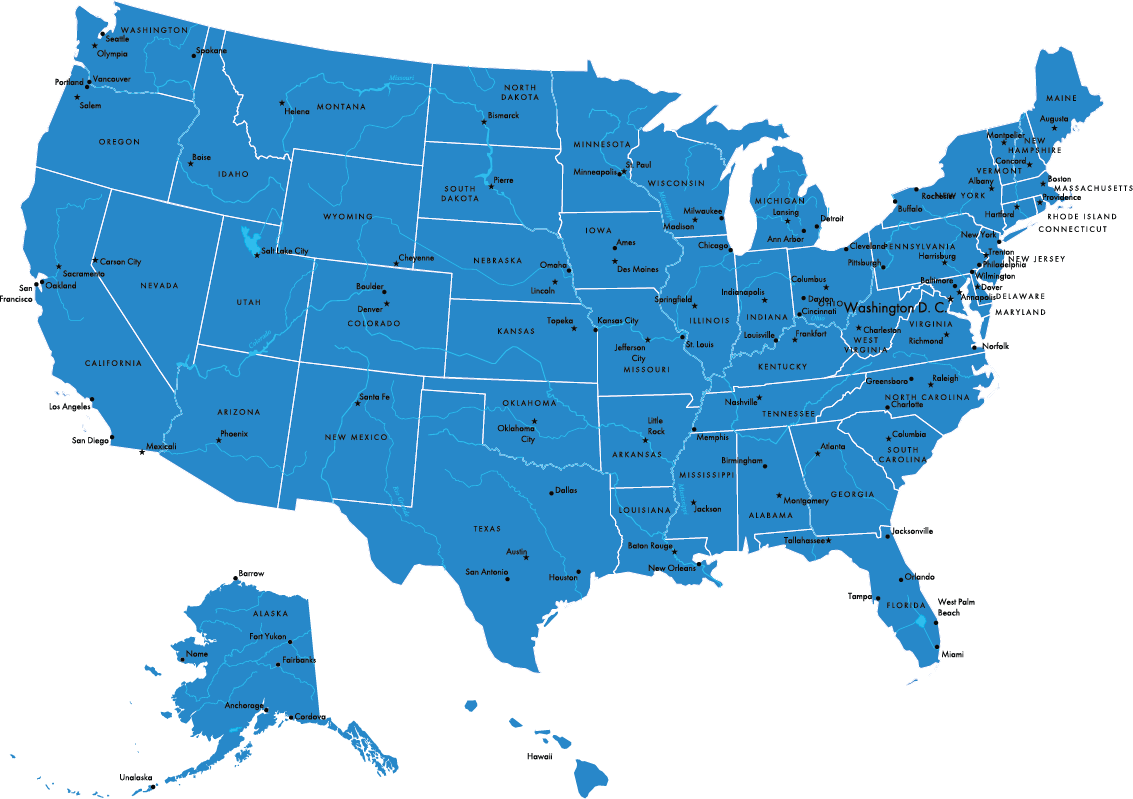 WASHINGTON
Seattle
Olympia
Spokane
Portland
Vancouver
Salem
OREGON
Boise
IDAHO
Helena
MONTANA
Missouri
NORTH
DAKOTA
Bismarck
SOUTH
DAKOTA
Pierre
MINNESOTA
St. Paul
Minneapolis
WISCONSIN
Milwaukee
Madison
MICHIGAN
Lansing
Detroit
Ann Arbor
MAINE
Augusta
Montpelier
NEW
HAMPSHIRE
Concord
VERMONT
Albany
NEW YORK
Rochester
Buffalo
Boston
MASSACHUSETTS
Providence
Hartford
RHODE ISLAND
CONNECTICUT
New York
Trenton
NEW JERSEY
Cleveland
PENNSYLVANIA
Harrisburg
Pittsburgh
Philadelphia
Wilmington
Baltimore
Dover
Annapolis
DELAWARE
MARYLAND
Washington D. C.
WYOMING
Cheyenne
Salt Lake City
Carson City
Sacramento
San
Francisco
Oakland
NEVADA
UTAH
CALIFORNIA
Los Angeles
San Diego
Mexicali
Boulder
Denver
COLORADO
Colorado
NEBRASKA
Omaha
Lincoln
IOWA
Ames
Des Moines
Chicago
Springfield
ILLINOIS
Indianapolis
INDIANA
Columbus
Dayton
OHIO
Cincinnati
KANSAS
Topeka
Kansas City
Jefferson
City
MISSOURI
St. Louis
Louisville
Frankfort
KENTUCKY
Charleston
WEST
VIRGINIA
VIRGINIA
Richmond
Norfolk
ARIZONA
Phoenix
Santa Fe
NEW MEXICO
OKLAHOMA
Oklahoma
City
Little
Rock
ARKANSAS
Nashville
TENNESSEE
Memphis
Greensboro
Raleigh
NORTH CAROLINA
Charlotte
Columbia
SOUTH
CAROLINA
Atlanta
GEORGIA
Birmingham
Montgomery
ALABAMA
MISSISSIPPI
Jackson
LOUISIANA
Baton Rouge
New Orleans
Dallas
TEXAS
Austin
San Antonio
Houston
Tallahassee
Jacksonville
Orlando
Tampa
FLORIDA
West Palm
Beach
Miami
Barrow
ALASKA
Fort Yukon
Nome
Fairbanks
Anchorage
Cordova
Unalaska
Hawaii